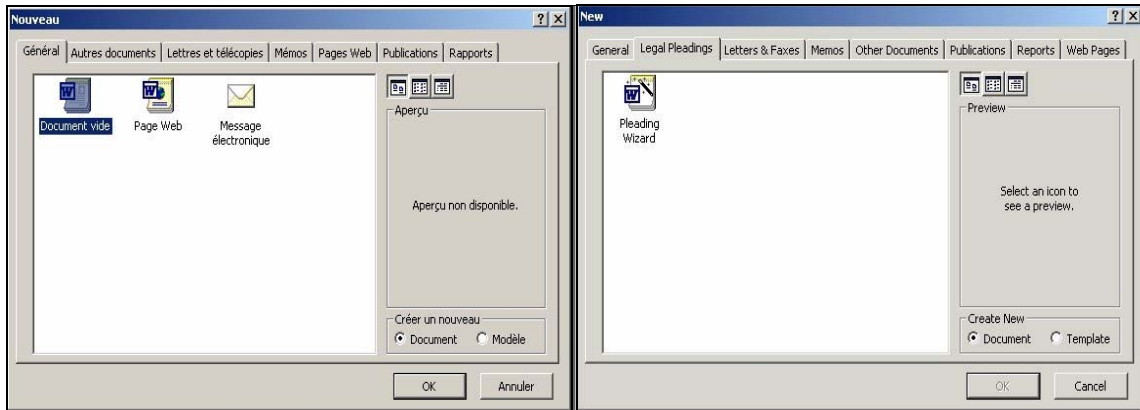 Nouveau
Général Autres documents Lettres et télécopies Mémos Pages Web Publications Rapports
Document vide
Page Web
Message
électronique
Aperçu
Aperçu non disponible.
Créer un nouveau
Document Modèle
OK Annuler
New
General Legal Pleadings Letters & Faxes Memos Other Documents Publications Reports Web Pages
Pleading
Wizard
Preview
Select an icon to
see a preview.
Create New
Document Template
OK Cancel